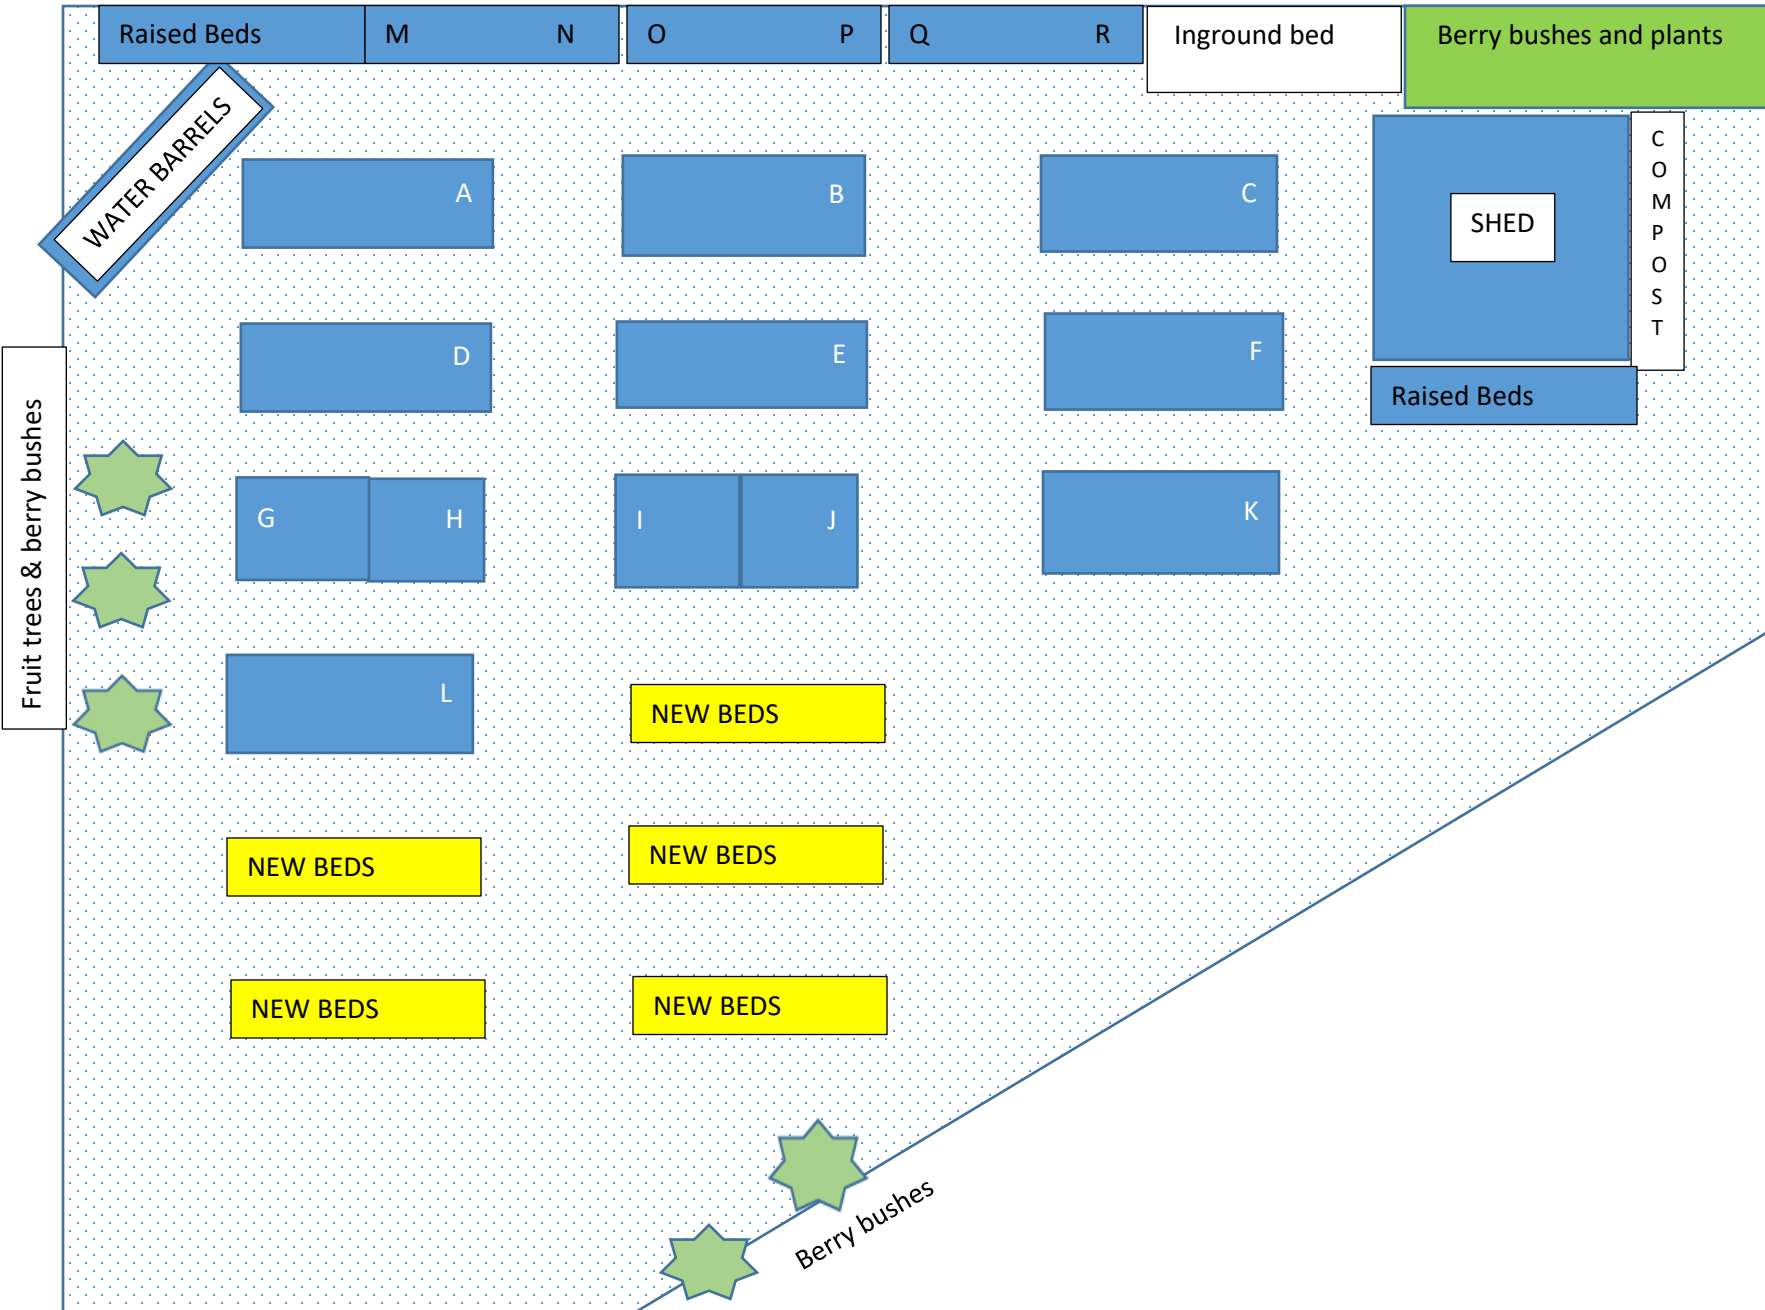 Raised Beds
M N
O P
Q R
Inground bed
Berry bushes and plants
WATER BARRELS
A
B
C
SHED
COMPOST
D
E
F
Raised Beds
Fruit trees & berry bushes
G
H
I
J
K
L
NEW BEDS
NEW BEDS
NEW BEDS
NEW BEDS
NEW BEDS
Berry bushes